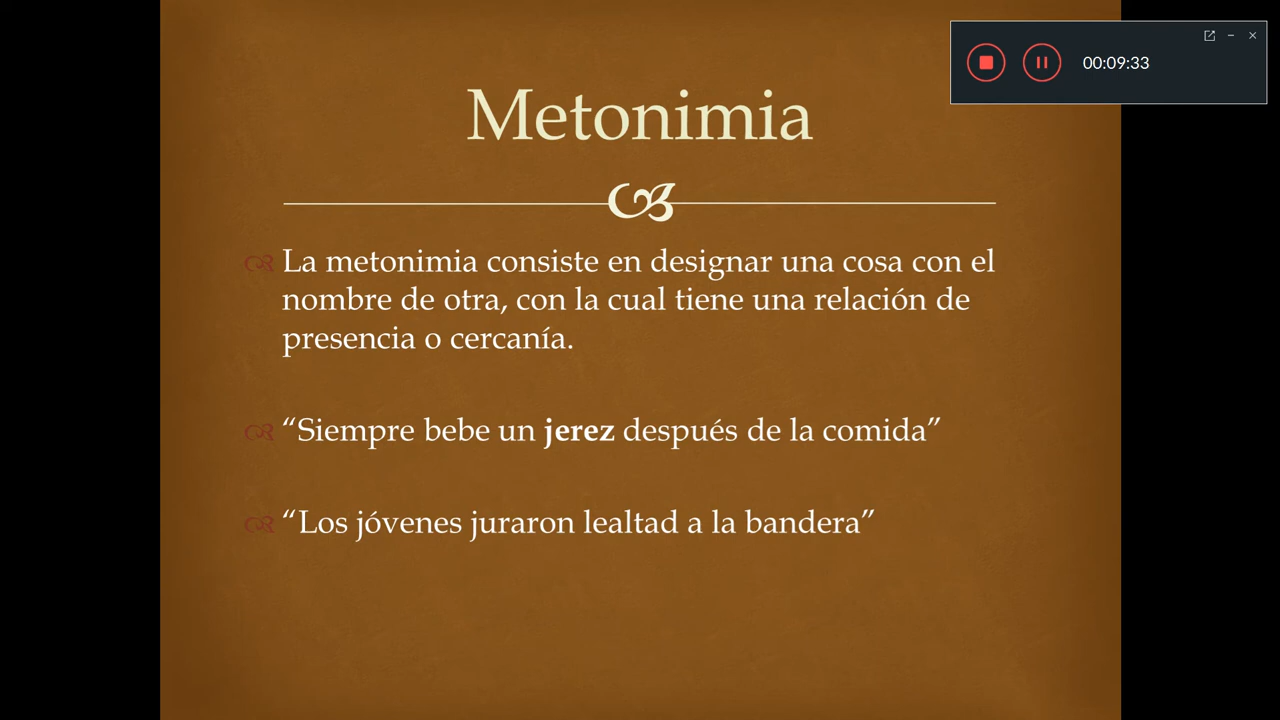 00:09:33
Metonimia
La metonimia consiste en designar una cosa con el
nombre de otra, con la cual tiene una relación de
presencia o cercanía.
“Siempre bebe un jerez después de la comida”
“Los jóvenes juraron lealtad a la bandera”